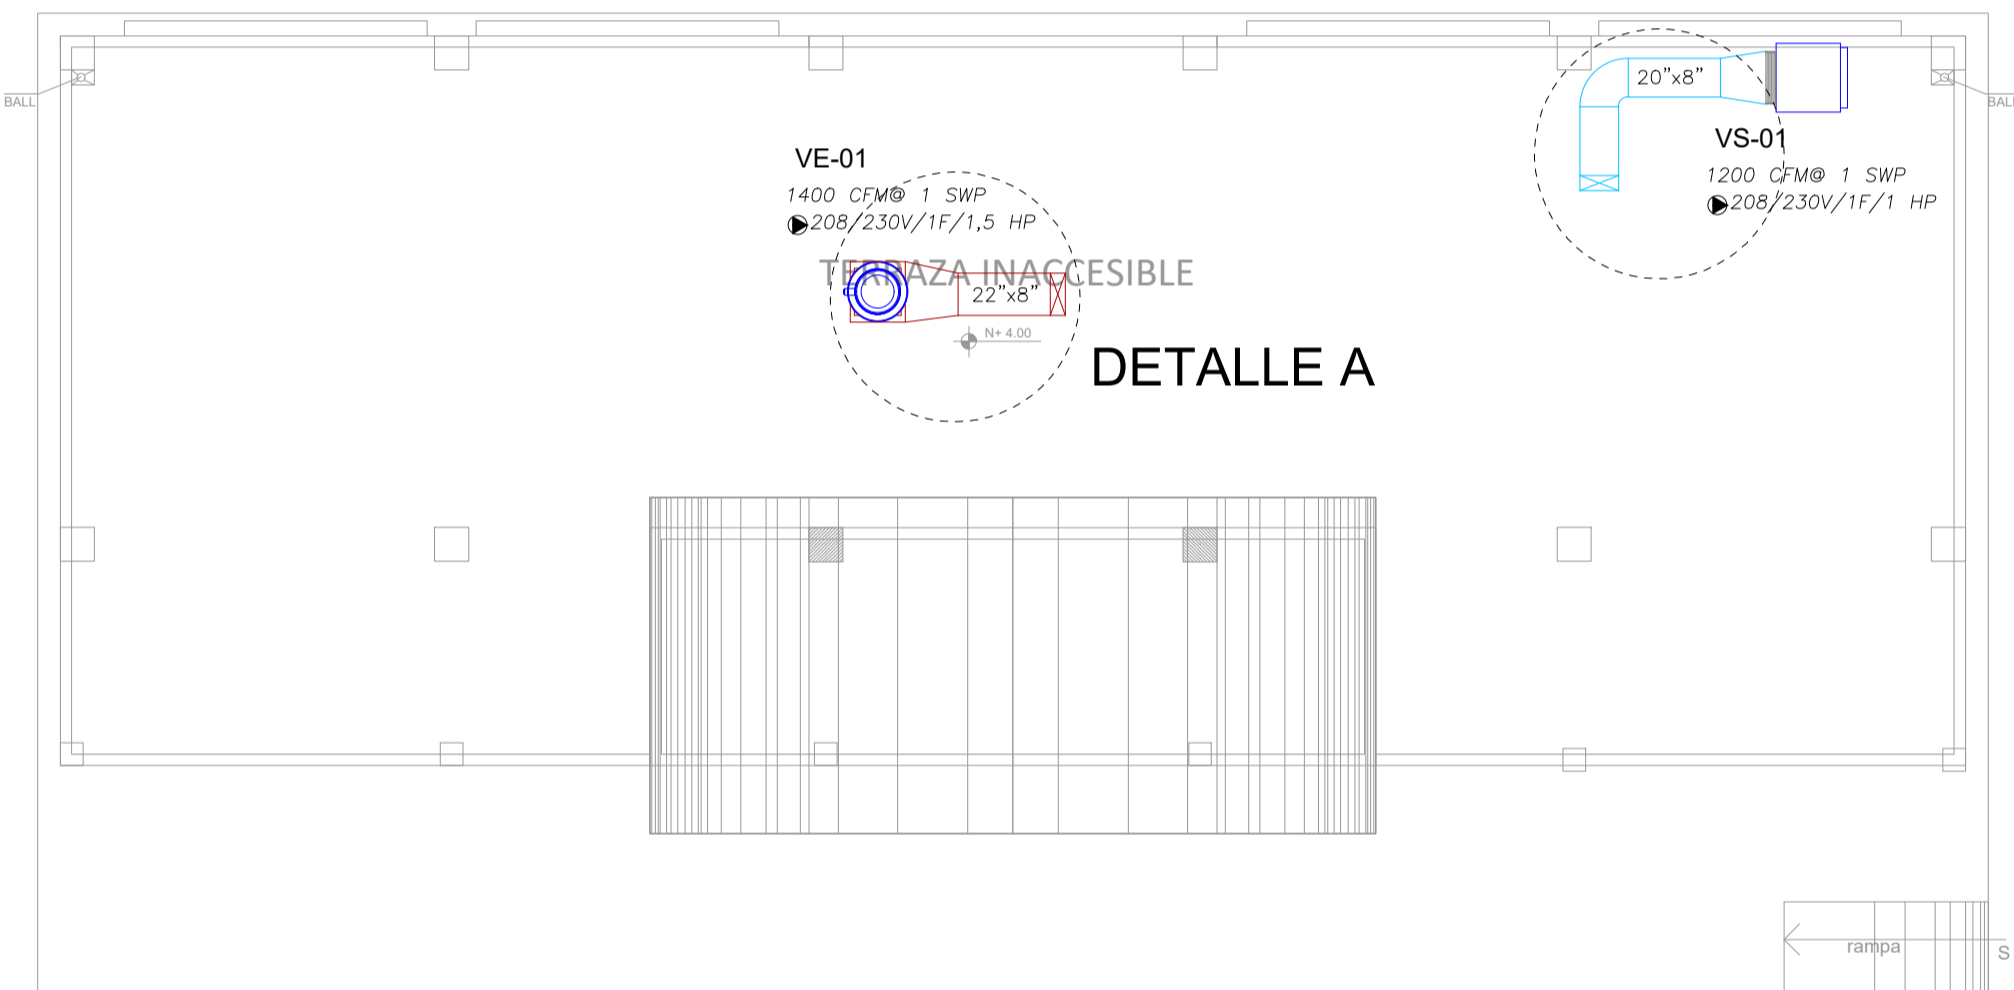 BALL
20”x8”
BALL
VE-01
1400 CFM@ 1 SWP
208/230V/1F/1,5 HP
VS-01
1200 CFM@ 1 SWP
208/230V/1F/1 HP
TERRAZA INACCESIBLE
22”x8”
N+ 4.00
DETALLE A
rampa
S